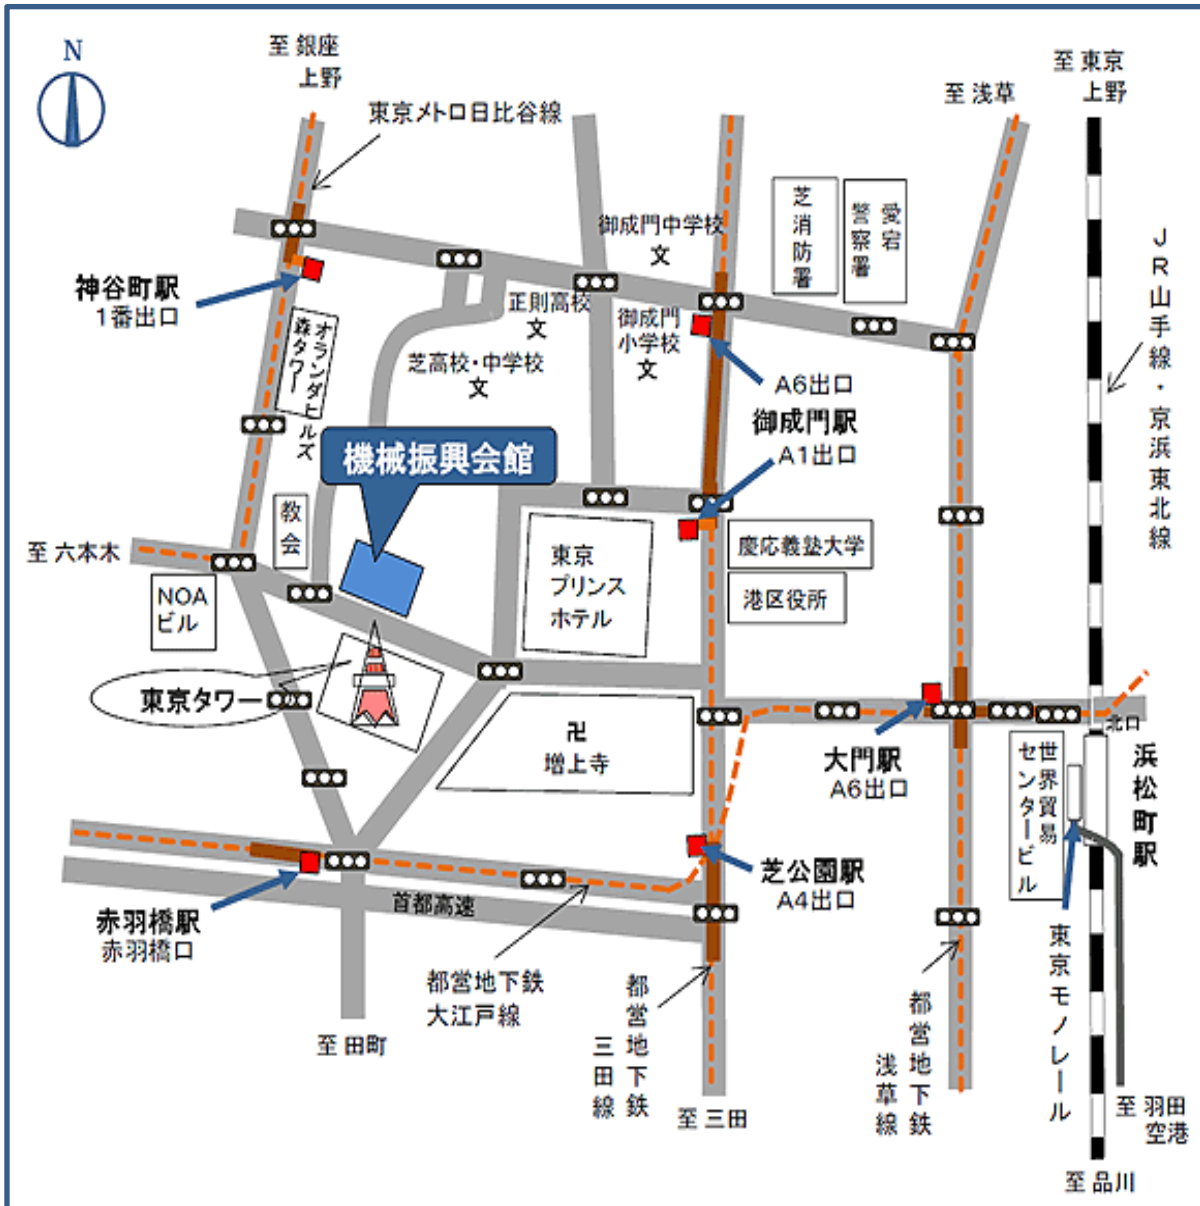 N
至 銀座
上野
東京メトロ日比谷線
至 浅草
至 東京
上野
御成門中学校
文
芝消防署
愛宕
警察署
JR山手線・京浜東北線
神谷町駅
1番出口
正則高校
文
御成門
小学校
文
オランダヒルズ
森タワー
芝高校・中学校
文
A6出口
御成門駅
A1出口
機械振興会館
教会
至 六本木
NOA
ビル
東京
プリンス
ホテル
慶応義塾大学
港区役所
東京タワー
卍
増上寺
大門駅
A6出口
北口
浜松町駅
世界貿易
センタービル
芝公園駅
A4出口
赤羽橋駅
赤羽橋口
首都高速
都営地下鉄
大江戸線
都営地下鉄
三田線
都営地下鉄
浅草線
東京モノレール
至 田町
至 三田
至 羽田
空港
至 品川